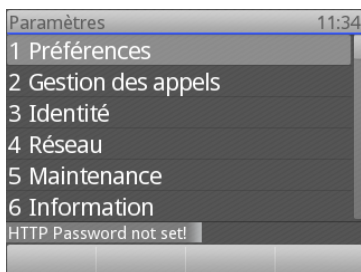 Paramètres 11:34
1 Préférences
2 Gestion des appels
3 Identité
4 Réseau
5 Maintenance
6 Information
HTTP Password not set!